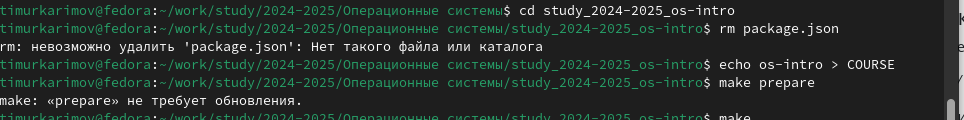 timurkarimov@fedora:~/work/study/2024-2025/Операционные системы$ cd study_2024-2025_os-intro
timurkarimov@fedora:~/work/study/2024-2025/Операционные системы/study_2024-2025_os-intro$ rm package.json
rm: невозможно удалить 'package.json': Нет такого файла или каталога
timurkarimov@fedora:~/work/study/2024-2025/Операционные системы/study_2024-2025_os-intro$ echo os-intro > COURSE
timurkarimov@fedora:~/work/study/2024-2025/Операционные системы/study_2024-2025_os-intro$ make prepare
make: «prepare» не требует обновления.
timurkarimov@fedora:~/work/study/2024-2025/Операционные системы/study_2024-2025_os-intro$ make